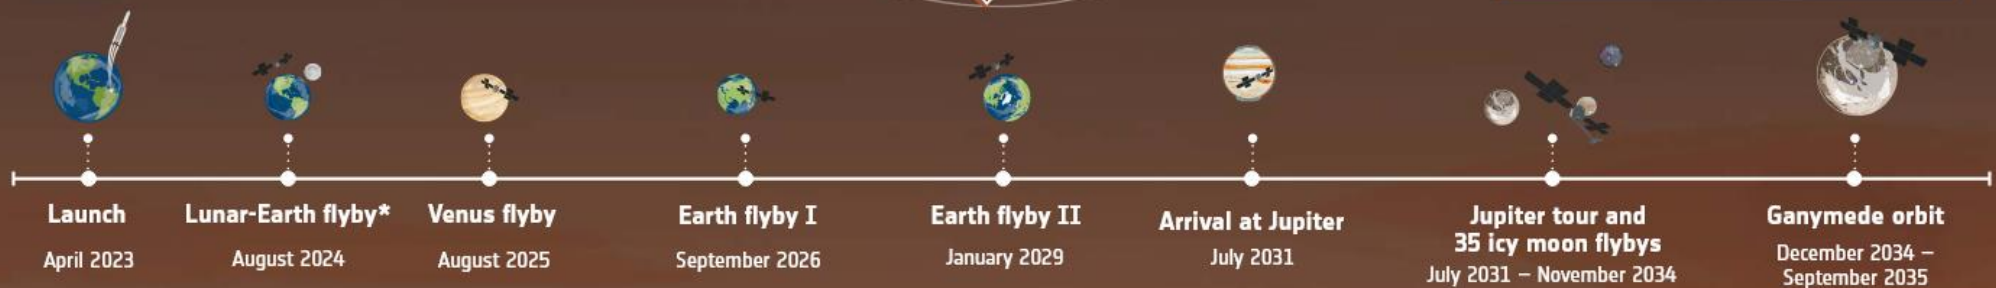 Launch
April 2023
Lunar-Earth flyby*
August 2024
Venus flyby
August 2025
Earth flyby I
September 2026
Earth flyby II
January 2029
Arrival at Jupiter
July 2031
Jupiter tour and
35 icy moon flybys
July 2031 – November 2034
Ganymede orbit
December 2034 –
September 2035